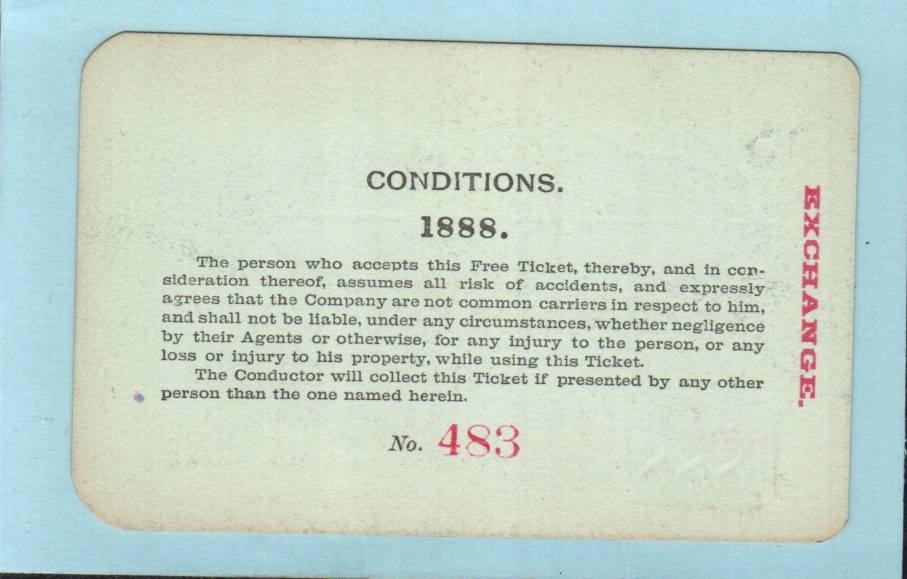 CONDITIONS.
1888.
The person who accepts this Free Ticket, thereby, and in con-
sideration thereof, assumes all risk of accidents, and expressly
agrees that the Company are not common carriers in respect to him,
and shall not be liable, under any circumstances, whether negligence
by their Agents or otherwise, for any injury to the person, or any
loss or injury to his property, while using this Ticket.
The Conductor will collect this Ticket if presented by any other
person than the one named herein.
No. 483
EXCHANGE.